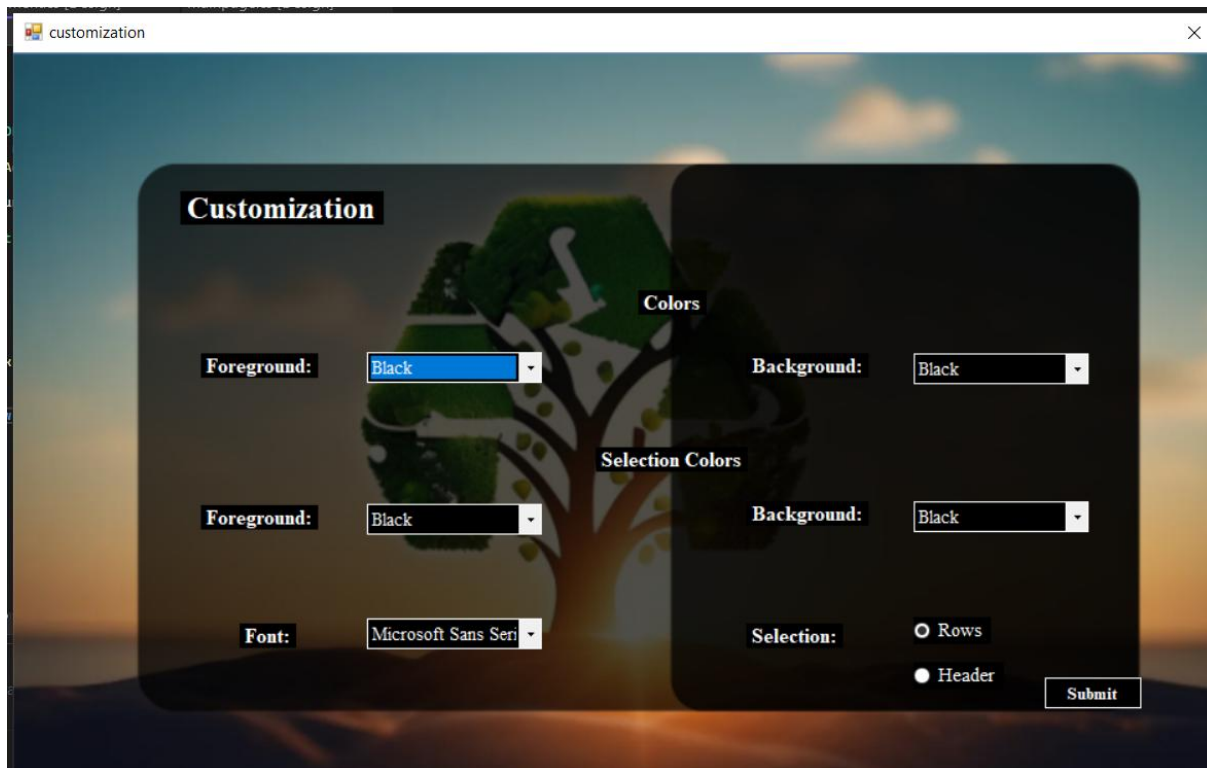 customization
Customization
Colors
Foreground: Black Background: Black
Selection Colors
Foreground: Black Background: Black
Font: Microsoft Sans Seri Selection: Rows
Header
Submit